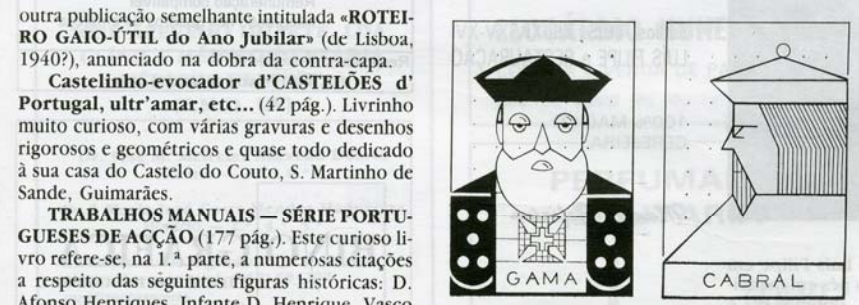 outra publicação semelhante intitulada «ROTEI-
RO GAIO-ÚTIL do Ano Jubilar» (de Lisboa,
1940?), anunciado na dobra da contra-capa.
Castelinho-evocador d'CASTELÕES d'
Portugal, ultr'amar, etc... (42 pág.). Livrinho
muito curioso, com várias gravuras e desenhos
rigorosos e geométricos e quase todo dedicado
à sua casa do Castelo do Couto, S. Martinho de
Sande, Guimarães.
TRABALHOS MANUAIS — SÉRIE PORTU-
GUESES DE ACÇÃO (177 pág.). Este curioso li-
vro refere-se, na 1.ª parte, a numerosas citações
a respeito das seguintes figuras históricas: D.
Afonso Henriques, Infante D. Henrique, Vasco
GAMA
CABRAL